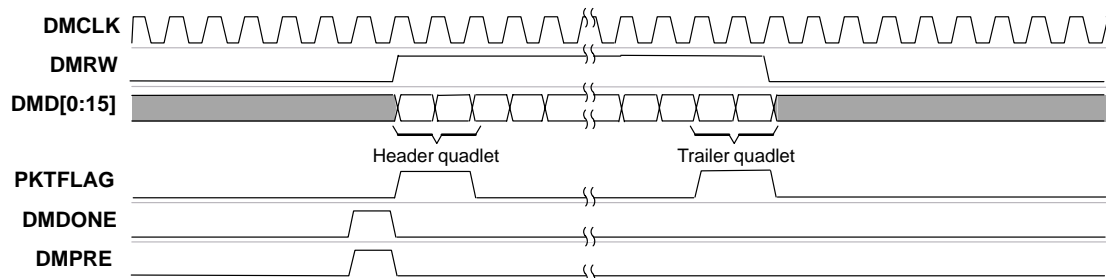 DMCLK
DMRW
DMD[0:15]
Header quadlet Trailer quadlet
PKTFLAG
DMDONE
DMPRE